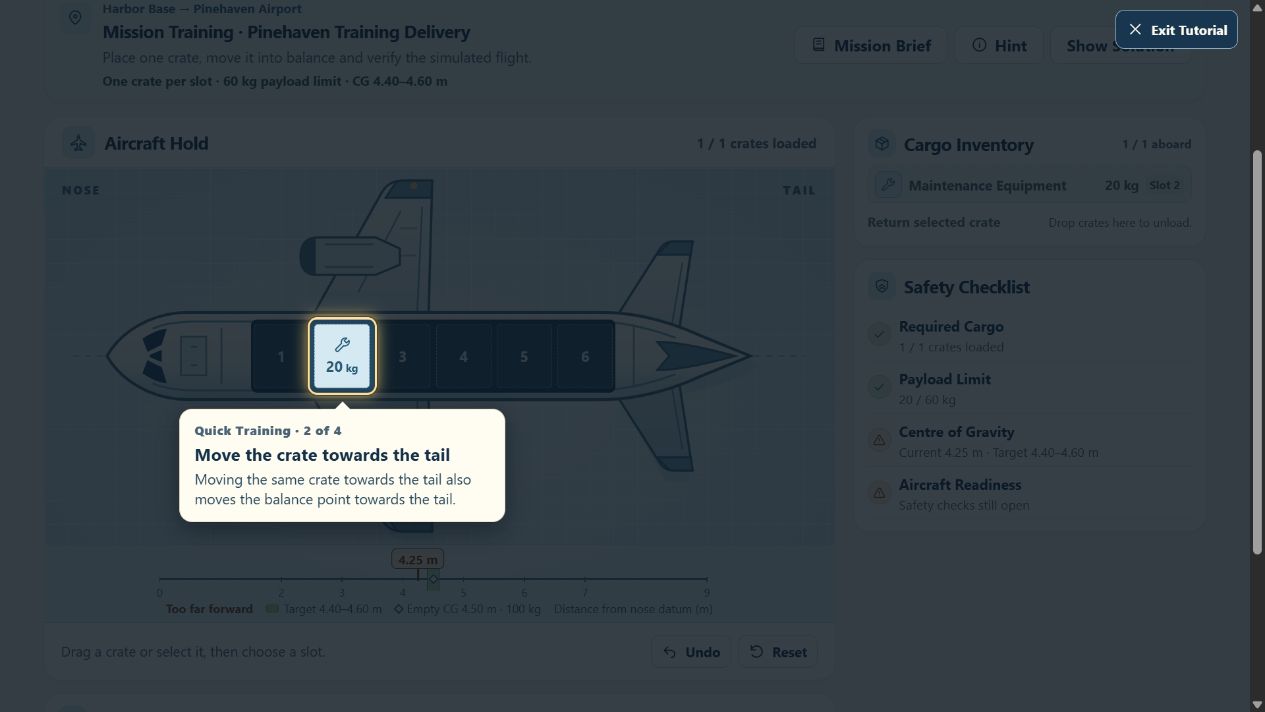 Harbor Base → Pinehaven Airport
Mission Training · Pinehaven Training Delivery
Place one crate, move it into balance and verify the simulated flight.
One crate per slot · 60 kg payload limit · CG 4.40–4.60 m
Mission Brief
Hint
Show Solution
Exit Tutorial
Aircraft Hold
1 / 1 crates loaded
NOSE
TAIL
1
20 kg
3
4
5
6
Quick Training · 2 of 4
Move the crate towards the tail
Moving the same crate towards the tail also
moves the balance point towards the tail.
4.25 m
0 2 3 4 5 6 7 9
Too far forward
Target 4.40–4.60 m
Empty CG 4.50 m · 100 kg
Distance from nose datum (m)
Drag a crate or select it, then choose a slot.
Undo
Reset
Cargo Inventory
1 / 1 aboard
Maintenance Equipment
20 kg
Slot 2
Return selected crate
Drop crates here to unload.
Safety Checklist
Required Cargo
1 / 1 crates loaded
Payload Limit
20 / 60 kg
Centre of Gravity
Current 4.25 m · Target 4.40–4.60 m
Aircraft Readiness
Safety checks still open